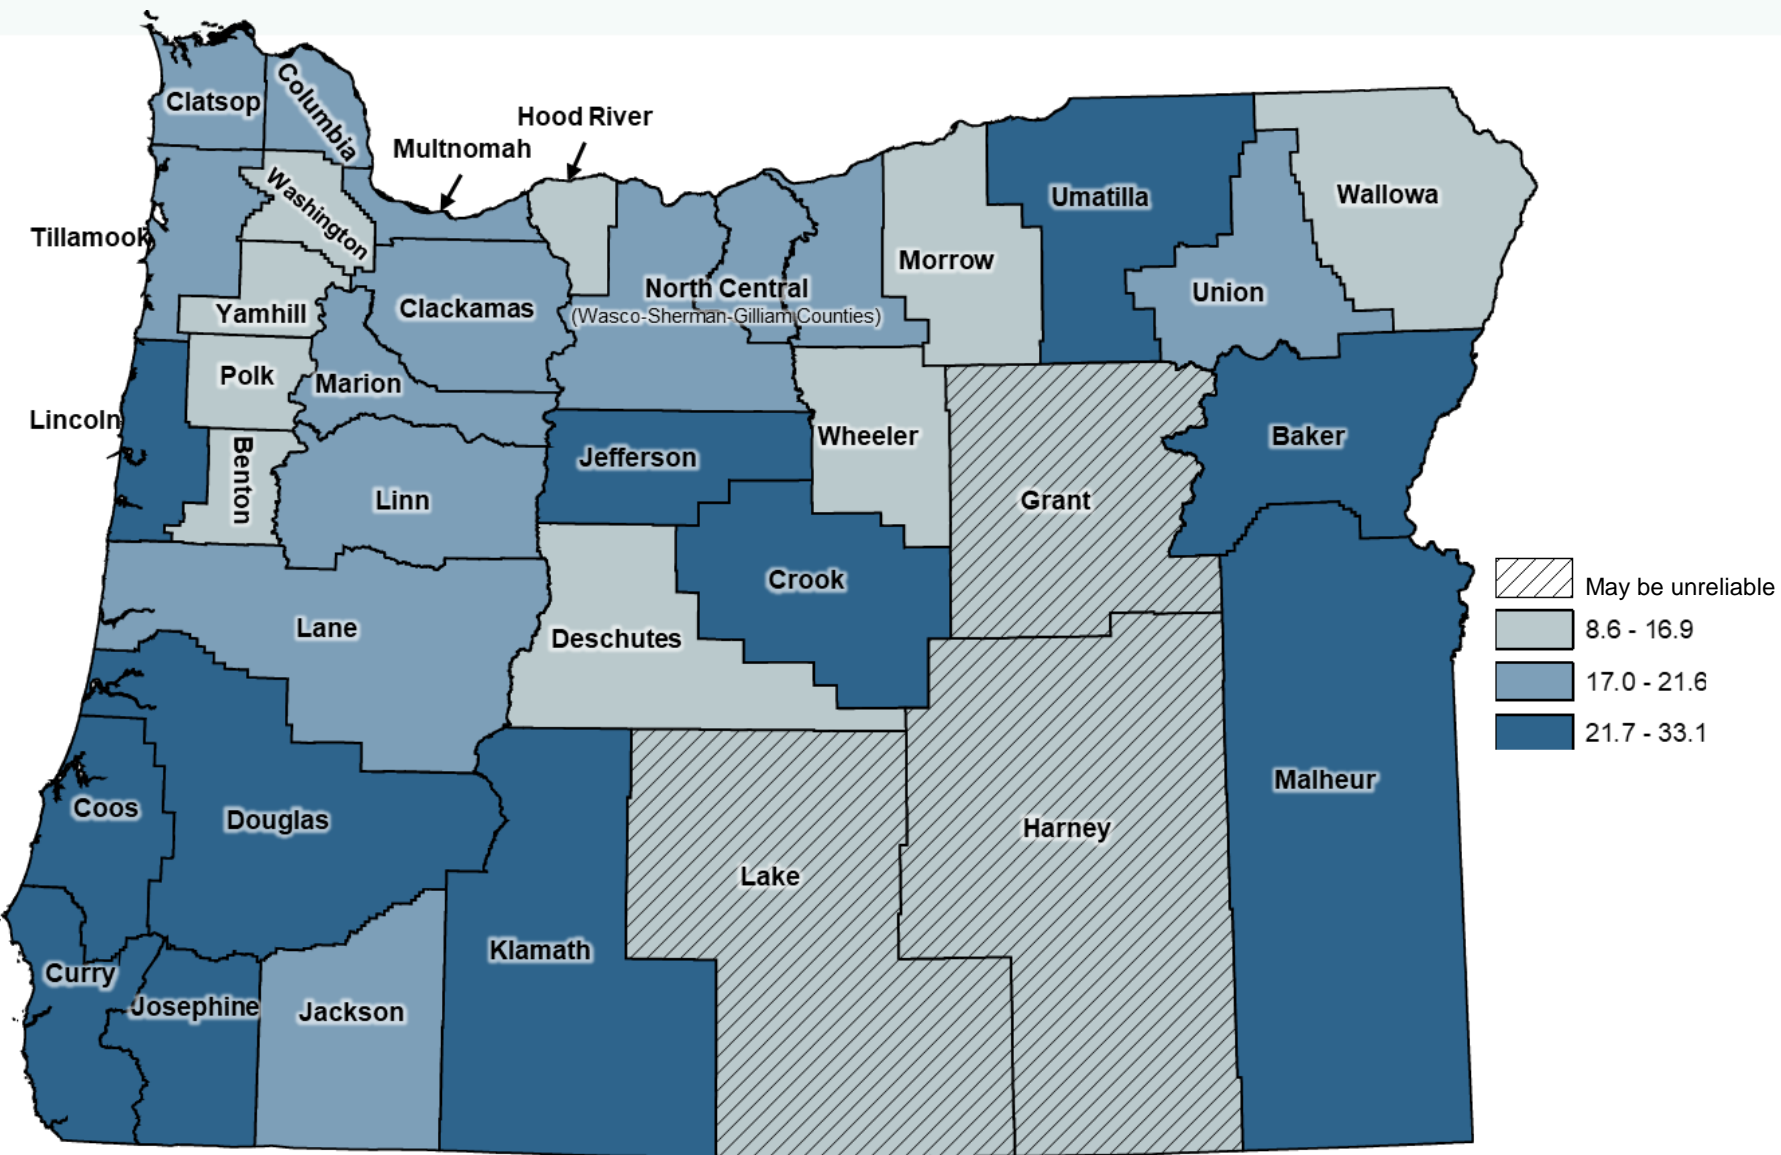 Clatsop
Columbia
Hood River
Multnomah
Washington
Tillamook
Umatilla
Wallowa
Morrow
North Central
(Wasco-Sherman-Gilliam Counties)
Union
Yamhill
Clackamas
Polk
Marion
Lincoln
Wheeler
Baker
Benton
Jefferson
Linn
Grant
Crook
May be unreliable
8.6 - 16.9
17.0 - 21.6
21.7 - 33.1
Lane
Deschutes
Malheur
Coos
Douglas
Harney
Lake
Klamath
Curry
Josephine
Jackson